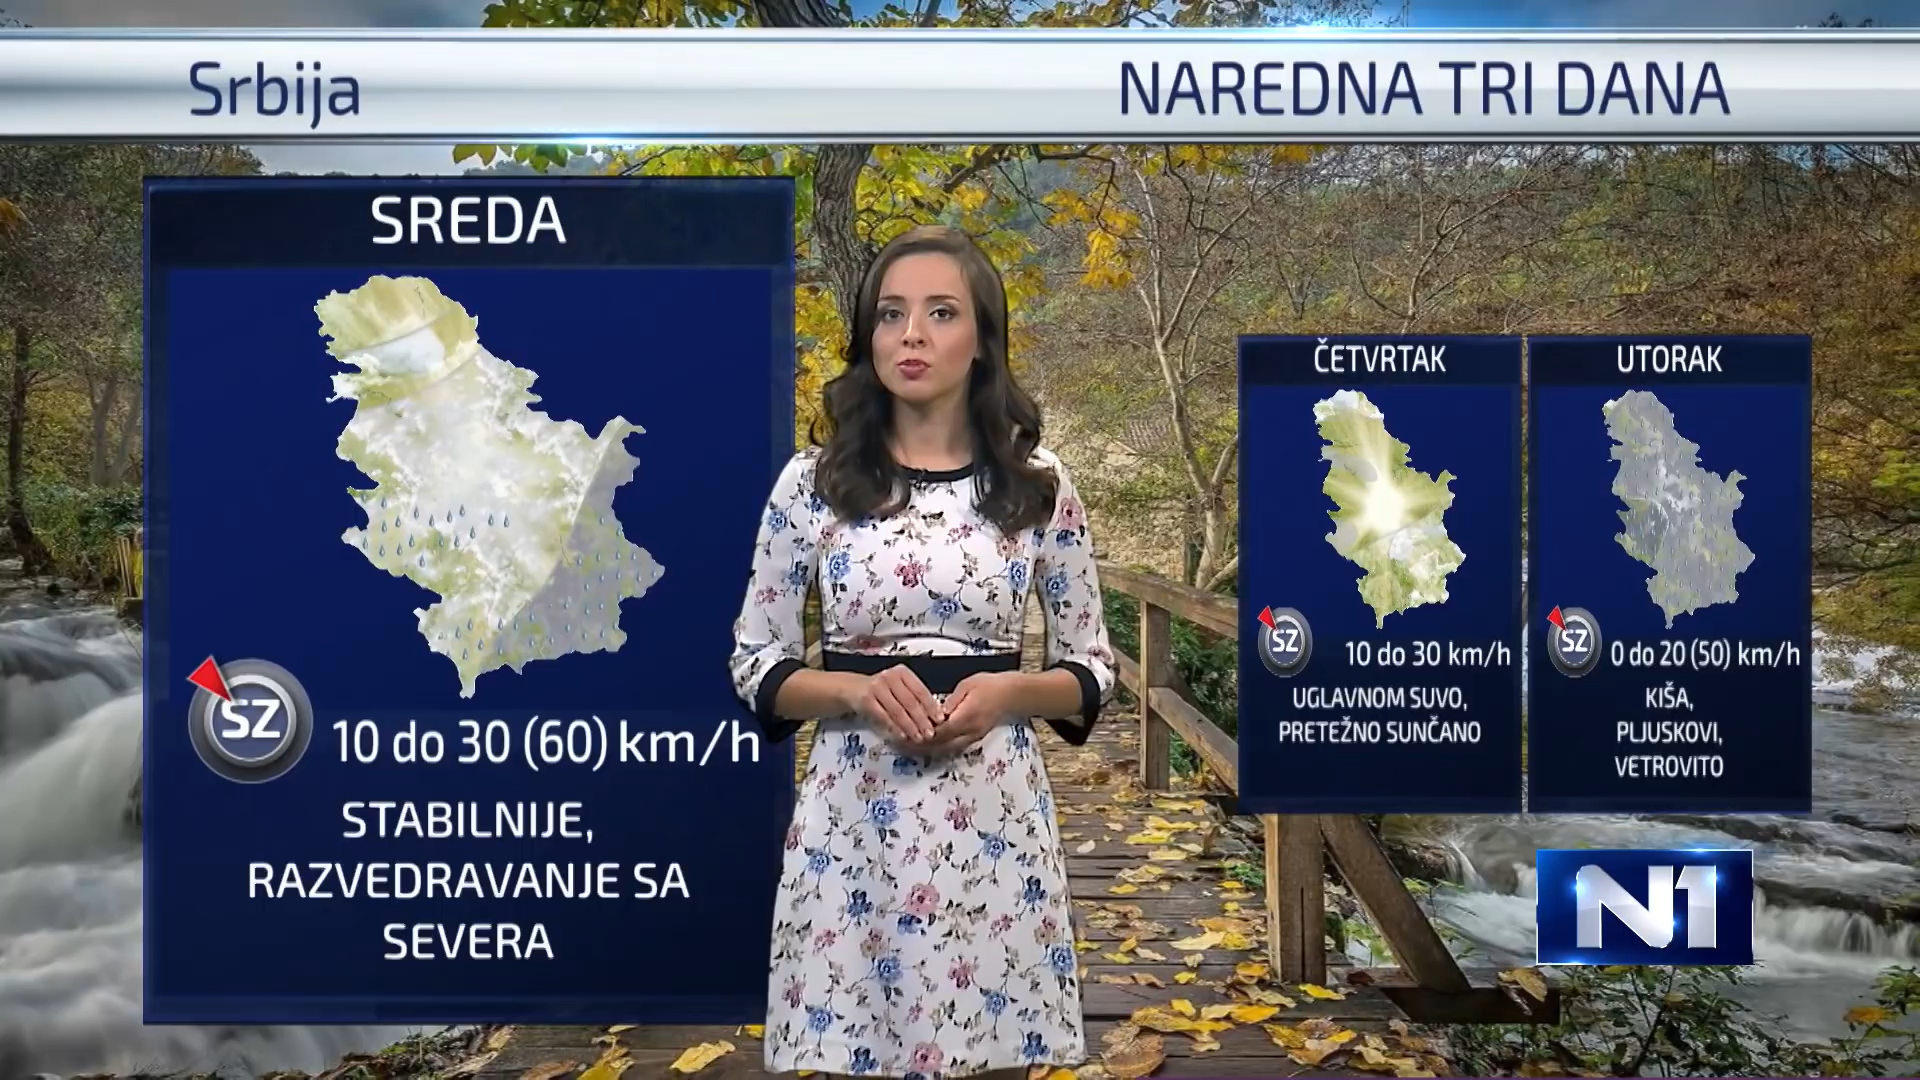 Srbija
NAREDNA TRI DANA
SREDA
SZ
10 do 30 (60) km/h
STABILNIJE,
RAZVEDRAVANJE SA
SEVERA
ČETVRTAK
SZ
10 do 30 km/h
UGLAVNOM SUVO,
PRETEŽNO SUNČANO
UTORAK
SZ
0 do 20 (50) km/h
KIŠA,
PLJUSKOVI,
VETROVITO
N1